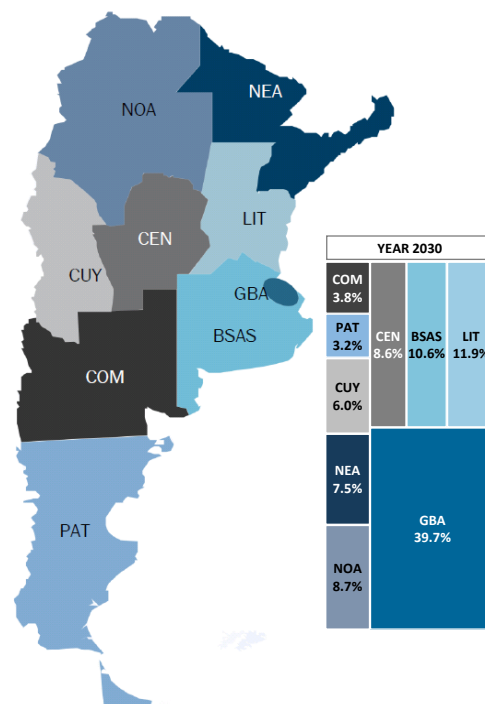 NOA
NEA
LIT
CEN
CUY
GBA
BSAS
COM
PAT
YEAR 2030
COM
3.8%
PAT
3.2%
CUY
6.0%
NEA
7.5%
NOA
8.7%
CEN
8.6%
BSAS
10.6%
LIT
11.9%
GBA
39.7%